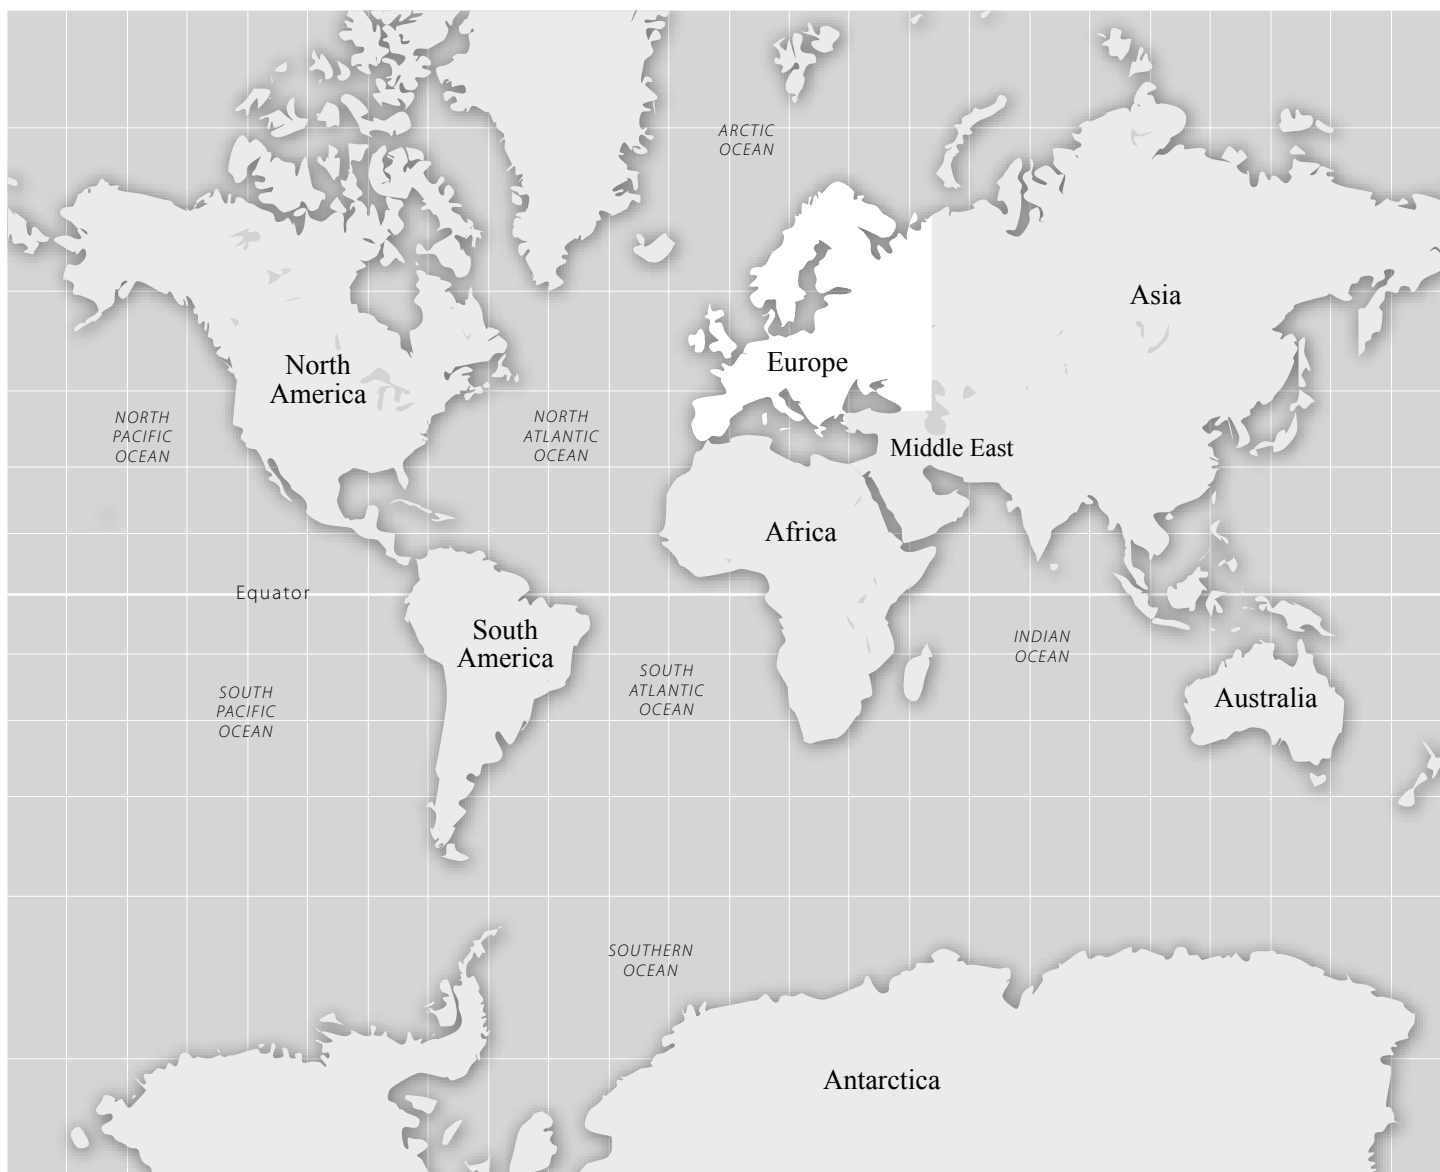 ARCTIC
OCEAN
Asia
North
America
Europe
NORTH
PACIFIC
OCEAN
NORTH
ATLANTIC
OCEAN
Middle East
Africa
Equator
South
America
INDIAN
OCEAN
SOUTH
ATLANTIC
OCEAN
SOUTH
PACIFIC
OCEAN
Australia
SOUTHERN
OCEAN
Antarctica